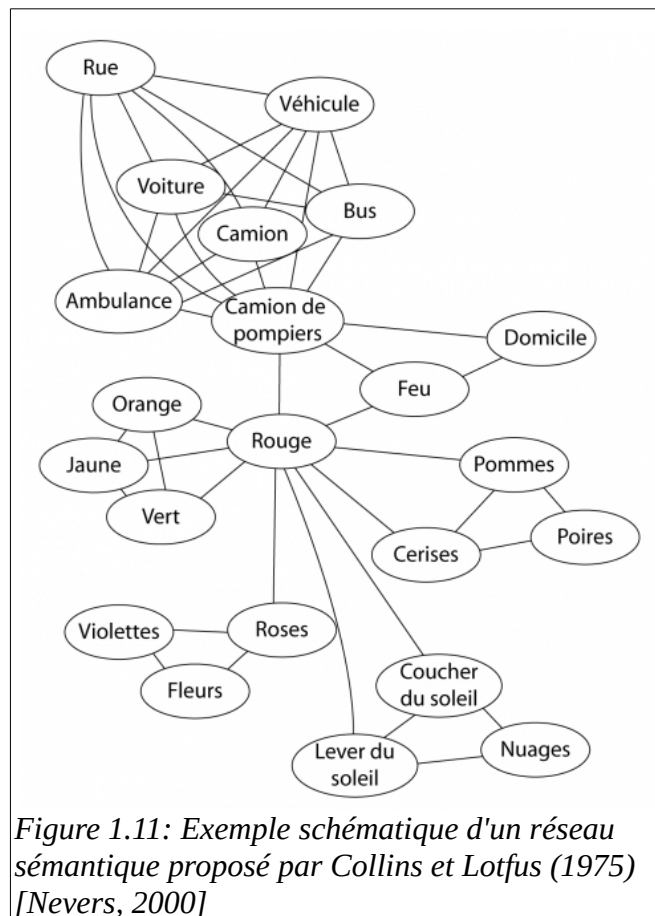 Rue
Véhicule
Voiture
Bus
Camion
Ambulance
Camion de
pompiers
Domicile
Feu
Orange
Rouge
Jaune
Pommes
Vert
Poires
Cerises
Violettes
Roses
Fleurs
Coucher
du soleil
Lever du
soleil
Nuages
Figure 1.11: Exemple schématique d'un réseau
sémantique proposé par Collins et Lotfus (1975)
[Nevers, 2000]